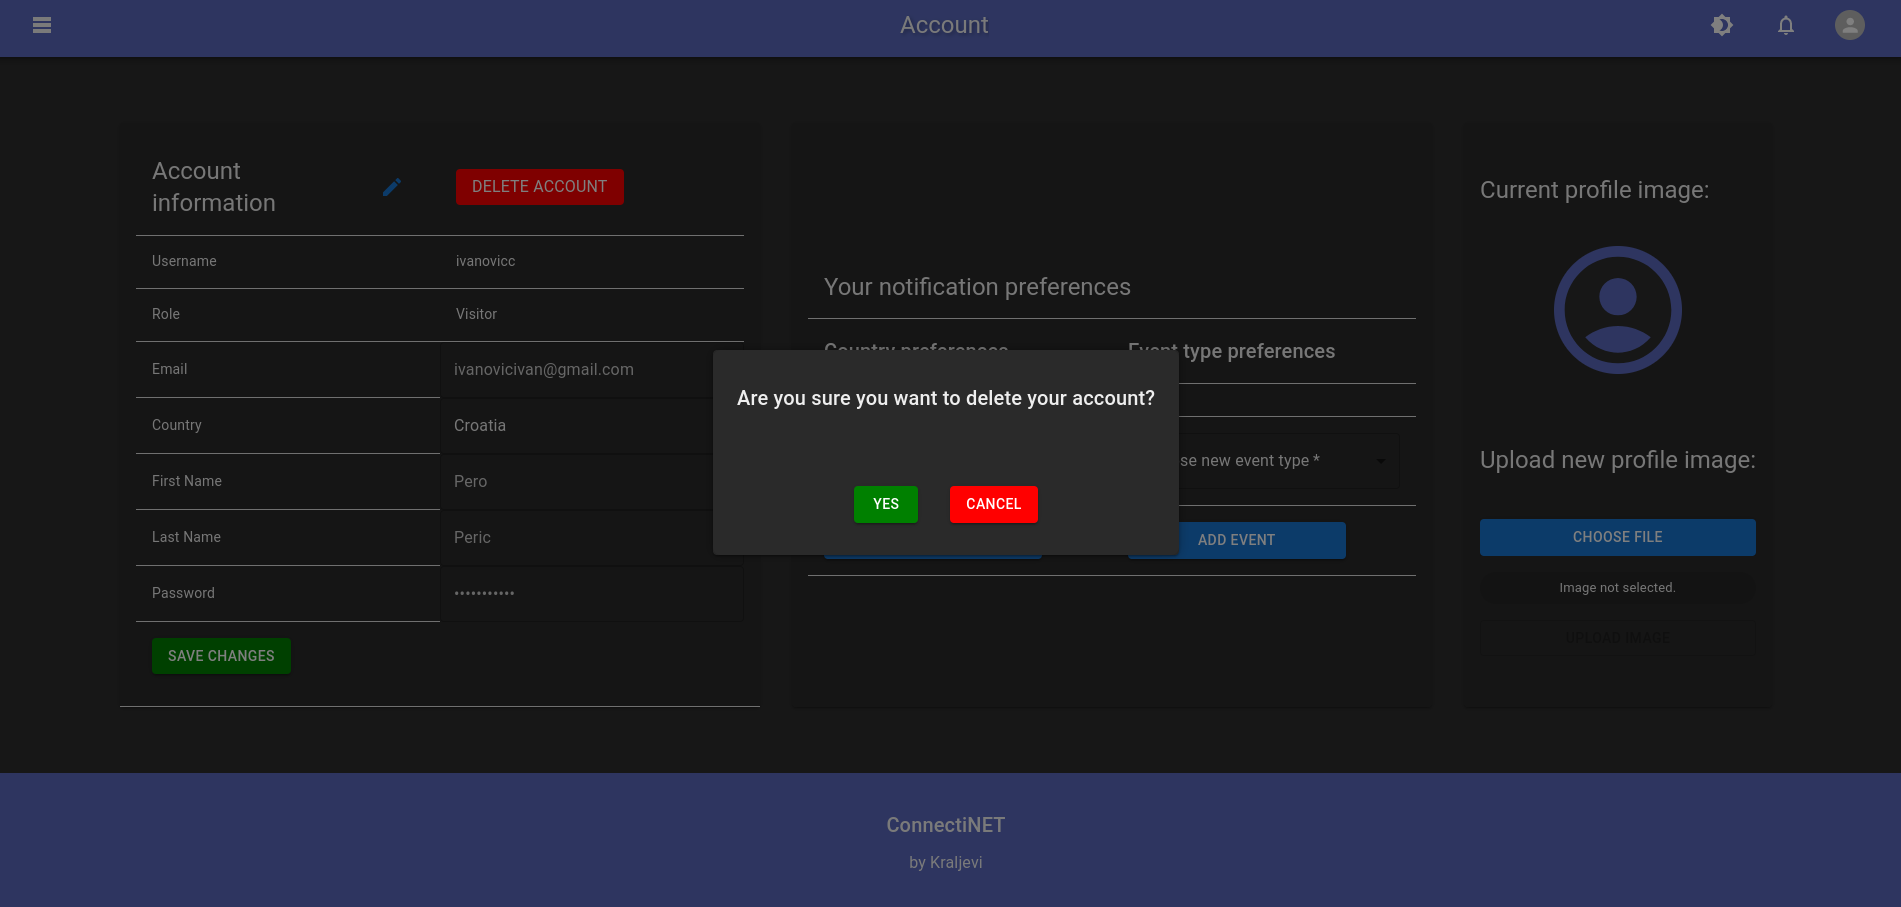 Account
Account
information
DELETE ACCOUNT
Username
ivanovicc
Role
Visitor
Email
ivanovicivan@gmail.com
Country
Croatia
First Name
Pero
Last Name
Peric
Password
•••••••••••
SAVE CHANGES
Your notification preferences
Country preferences
Event type preferences
se new event type *
ADD EVENT
Are you sure you want to delete your account?
YES
CANCEL
Current profile image:
Upload new profile image:
CHOOSE FILE
Image not selected.
UPLOAD IMAGE
ConnectiNET
by Kraljevi